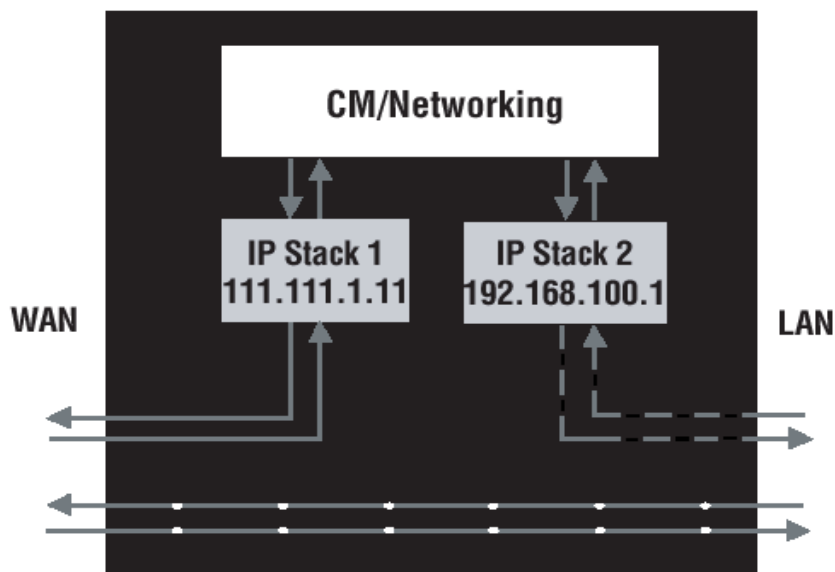 CM/Networking
IP Stack 1
111.111.1.11
IP Stack 2
192.168.100.1
WAN
LAN